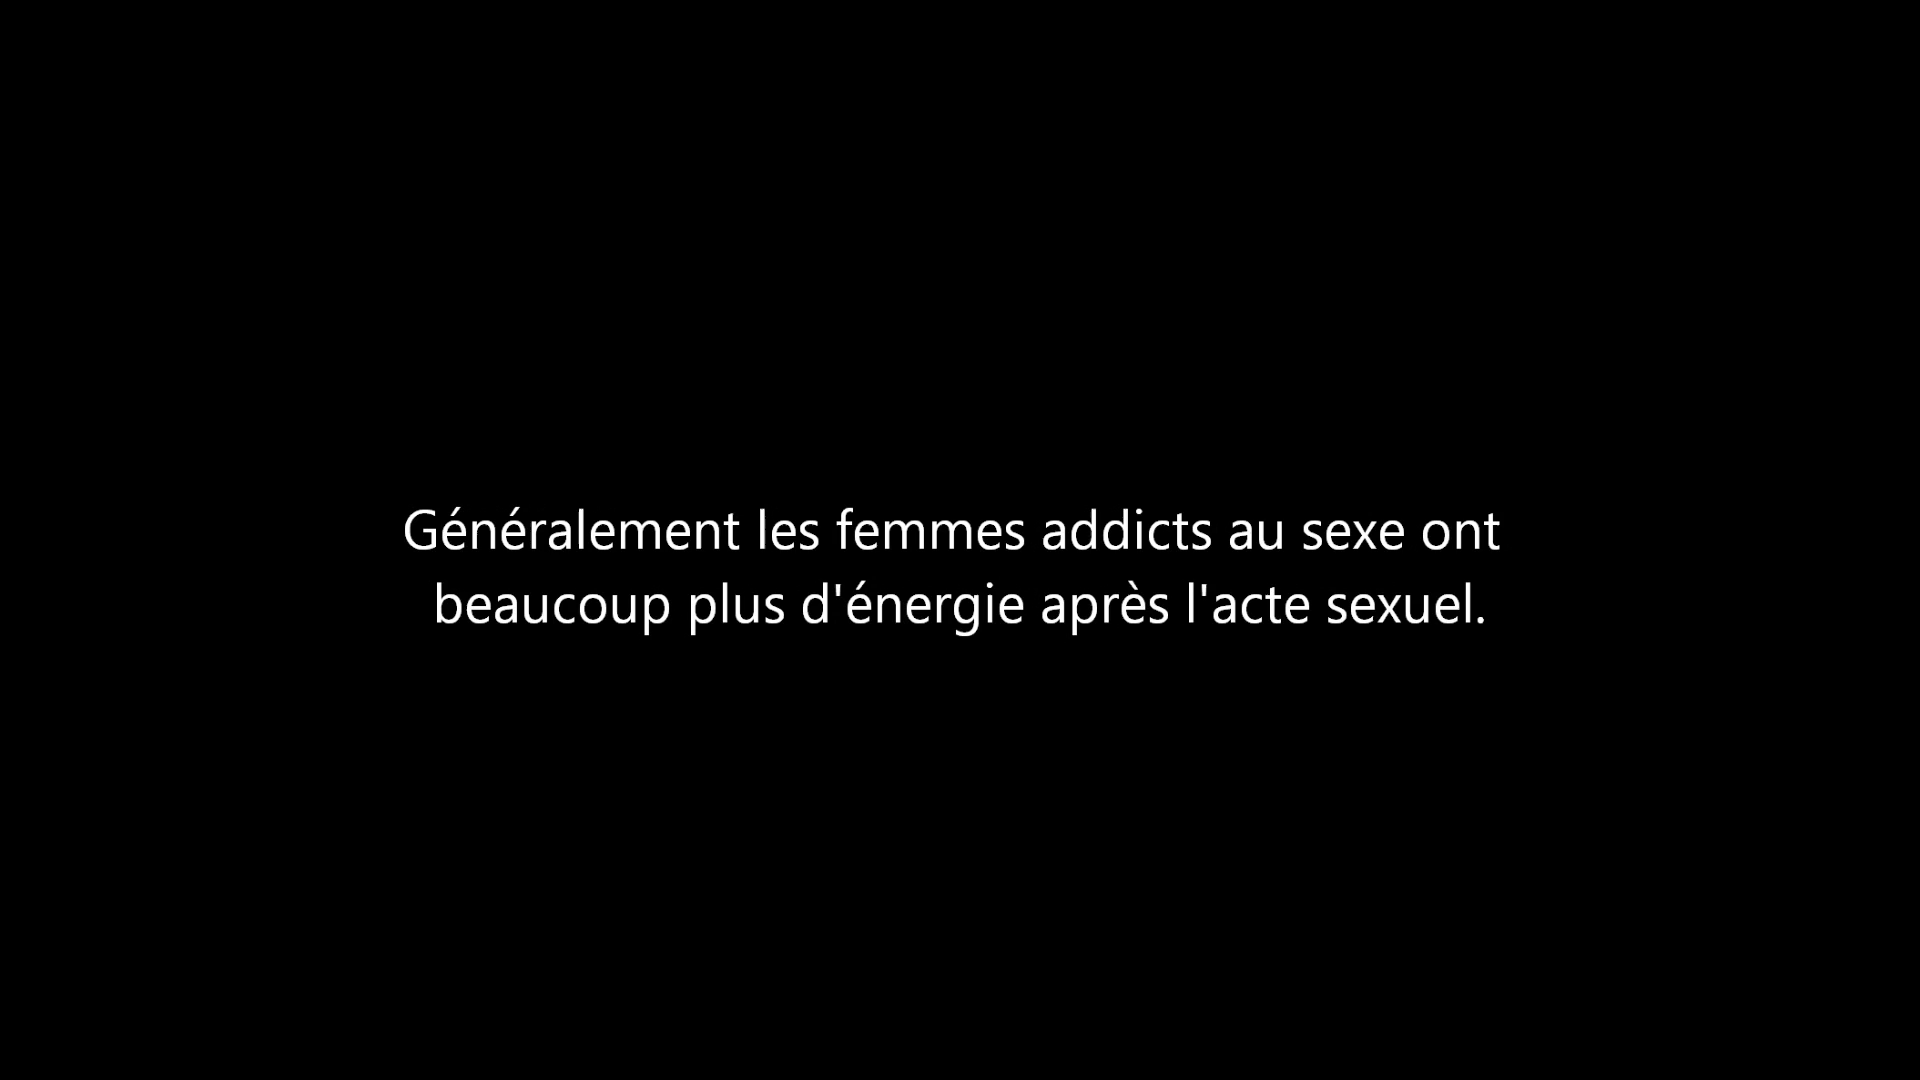 Généralement les femmes addicts au sexe ont
beaucoup plus d'énergie après l'acte sexuel.